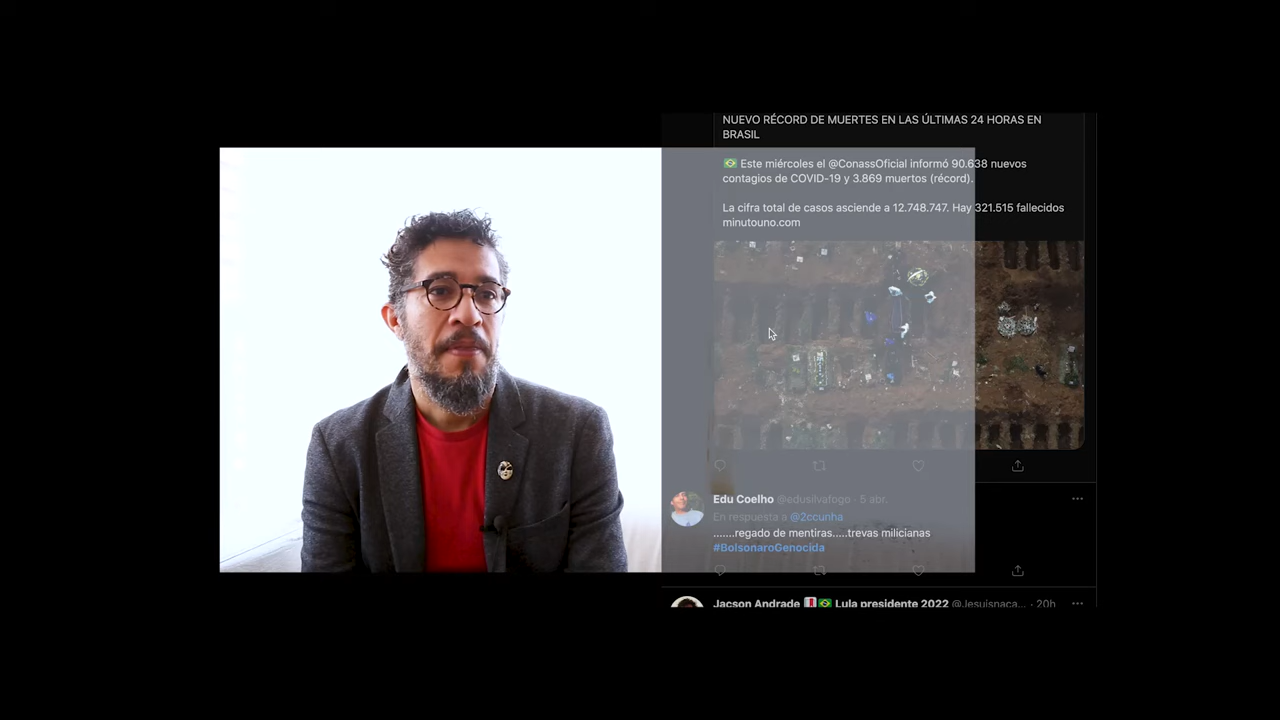 NUEVO RÉCORD DE MUERTES EN LAS ÚLTIMAS 24 HORAS EN
BRASIL
Este miércoles el @ConassOficial informó 90.638 nuevos
contagios de COVID-19 y 3.869 muertos (récord).
La cifra total de casos asciende a 12.748.747. Hay 321.515 fallecidos
minutouno.com
Edu Coelho @edusilvafogo · 5 abr.
En respuesta a @2ccunha
.......regado de mentiras.....trevas milicianas
#BolsonaroGenocida
Jacson Andrade Lula presidente 2022 @Jesuisnaca... · 20h